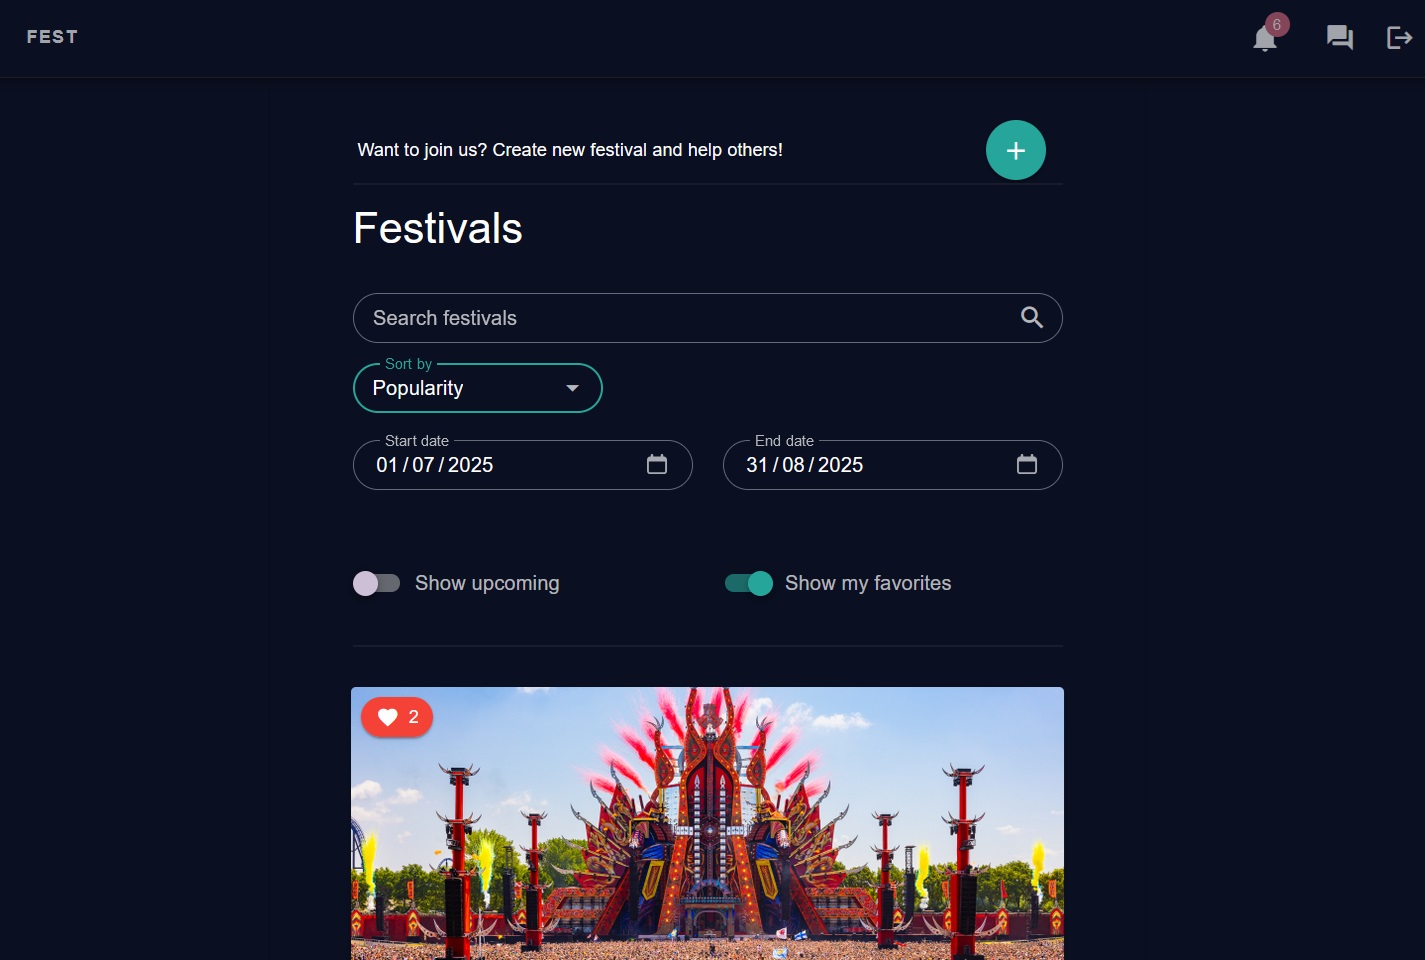 FEST
6
Want to join us? Create new festival and help others!
Festivals
Search festivals
Sort by
Popularity
Start date
01/07/2025
End date
31/08/2025
Show upcoming
Show my favorites
2